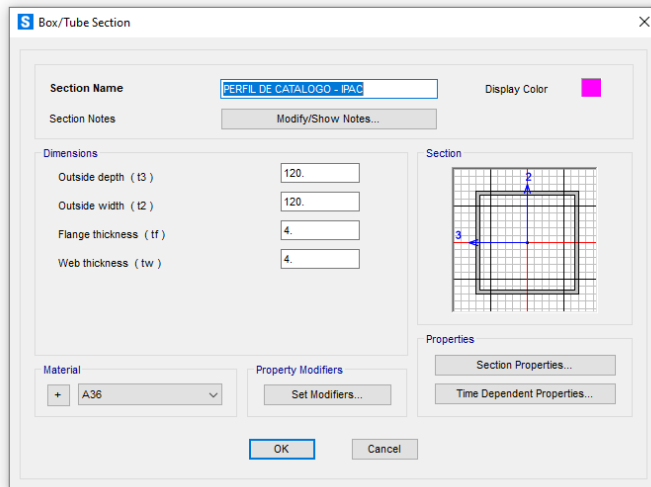 Box/Tube Section
Section Name PERFIL DE CATALOGO - IPAC Display Color
Section Notes Modify/Show Notes...
Dimensions
Outside depth ( t3 ) 120.
Outside width ( t2 ) 120.
Flange thickness ( tf ) 4.
Web thickness ( tw ) 4.
Section
2
3
Properties
Section Properties...
Time Dependent Properties...
Material
+ A36
Property Modifiers
Set Modifiers...
OK Cancel